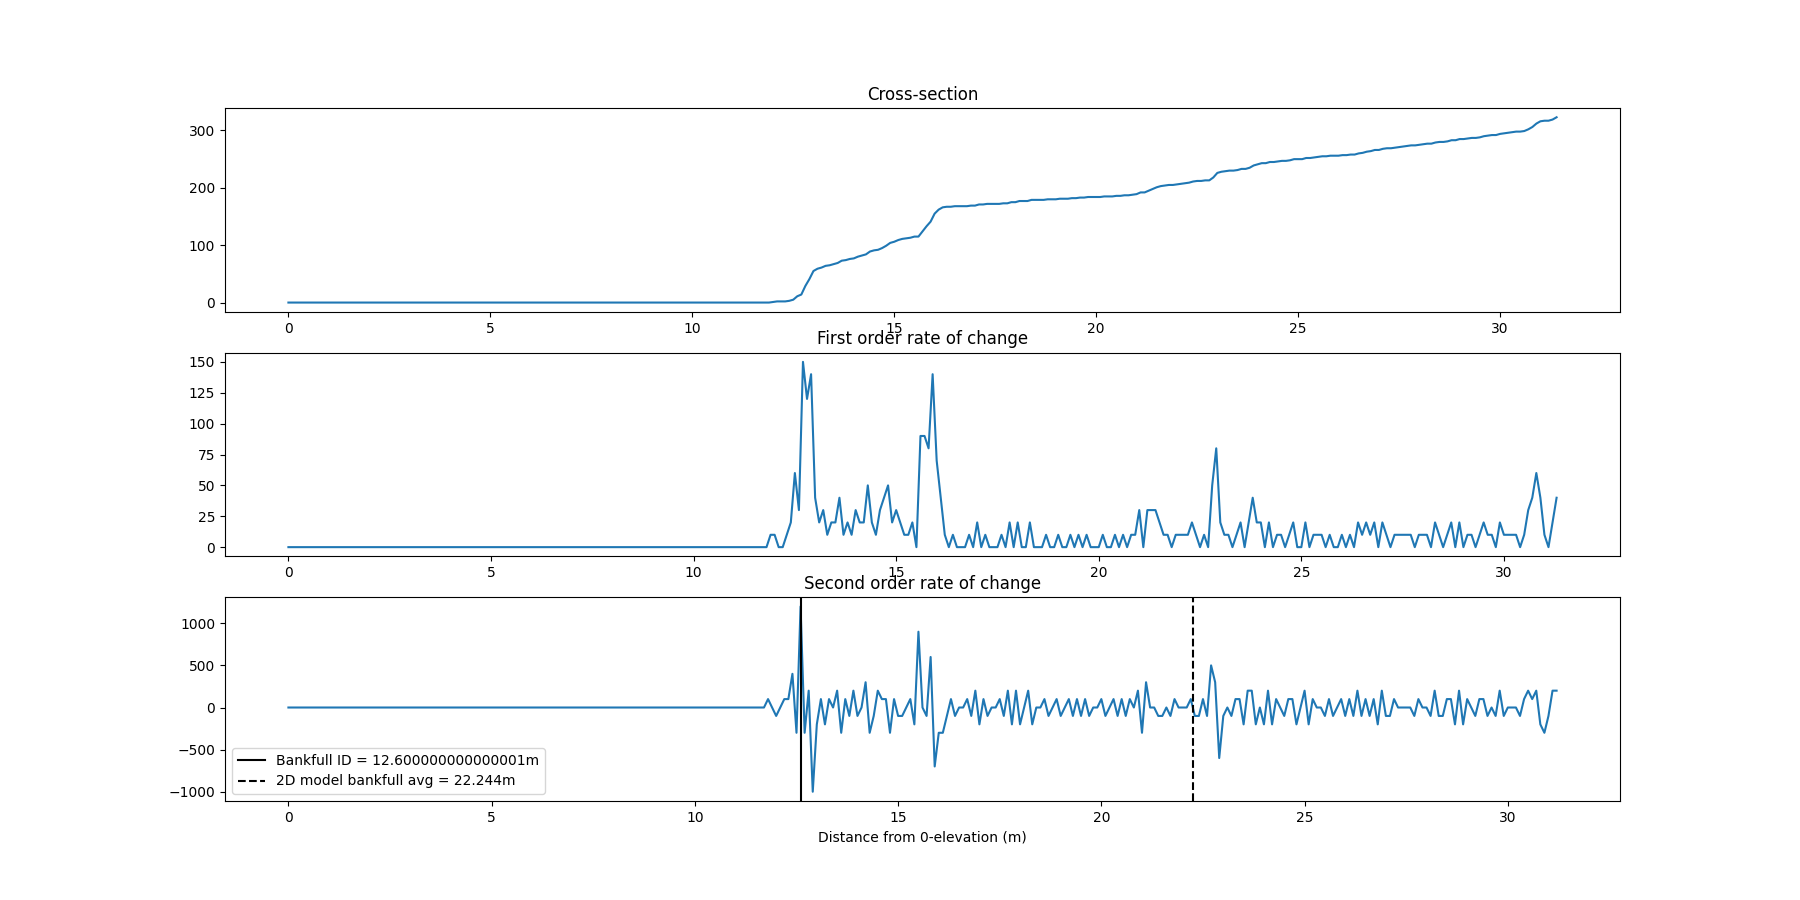 Cross-section
300
200
100
0
0 5 10 15 20 25 30
First order rate of change
150
125
100
75
50
25
0
0 5 10 15 20 25 30
Second order rate of change
1000
500
0
−500
−1000
Bankfull ID = 12.600000000000001m
2D model bankfull avg = 22.244m
0 5 10 15 20 25 30
Distance from 0-elevation (m)